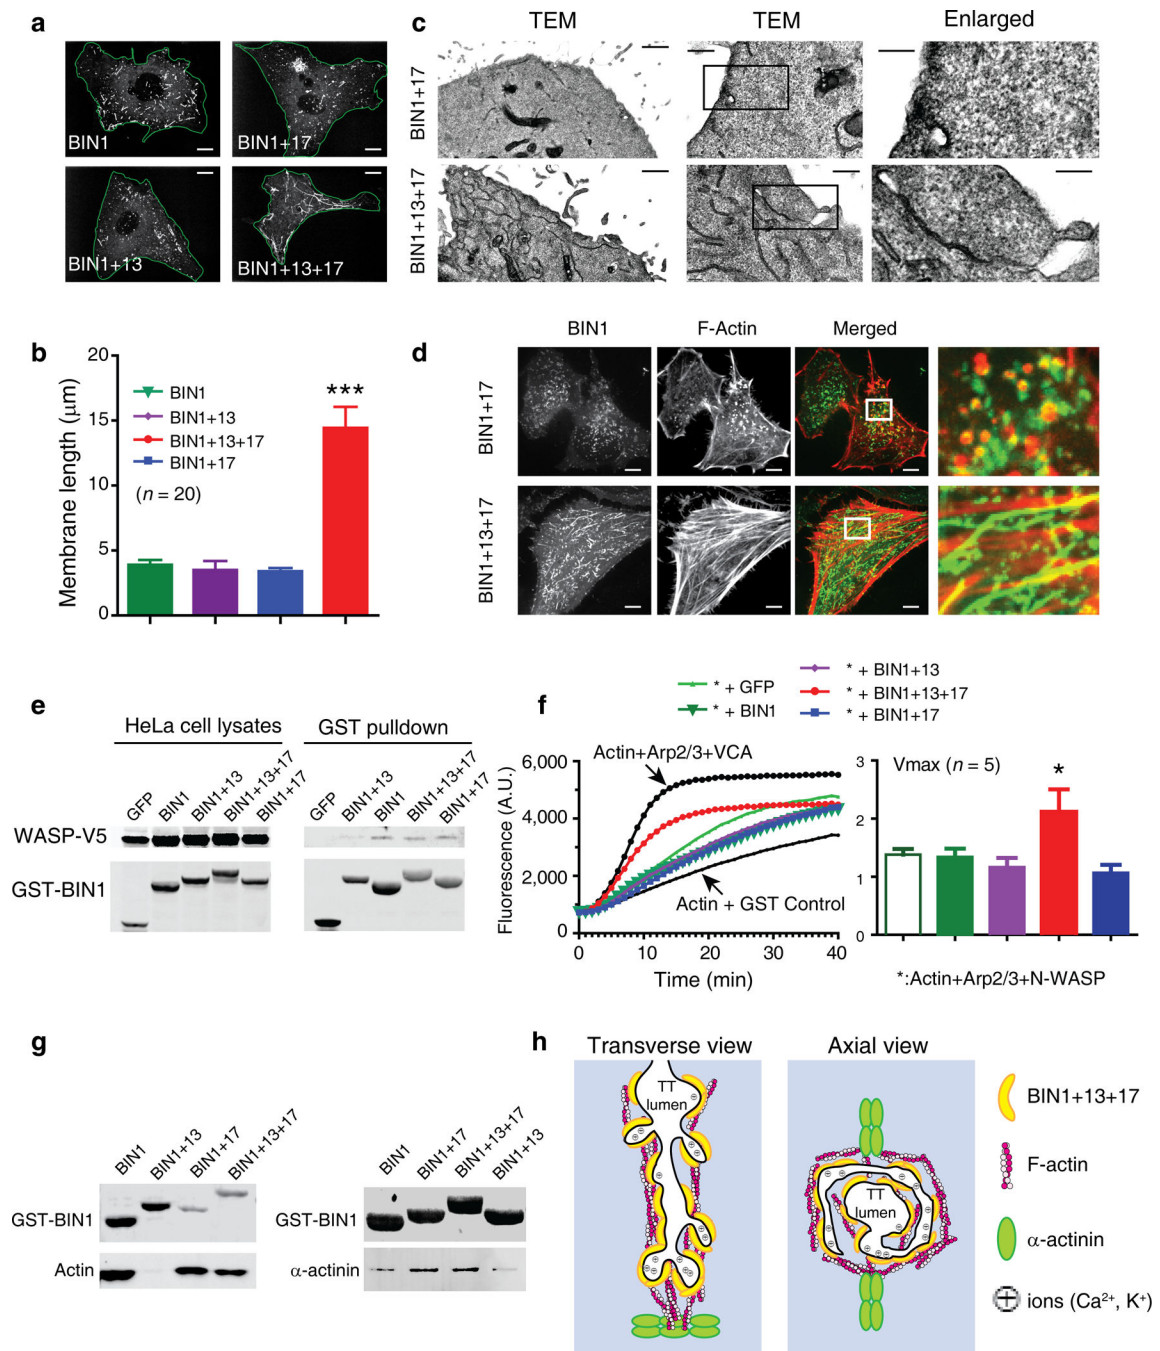 a
BIN1
BIN1+17
BIN1+13
BIN1+13+17
c
TEM
TEM
Enlarged
BIN1+17
BIN1+13+17
b
Membrane length (μm)
20
15
10
5
0
BIN1
BIN1+13
BIN1+13+17
BIN1+17
(n = 20)
***
d
BIN1
F-Actin
Merged
BIN1+17
BIN1+13+17
e
HeLa cell lysates
GST pulldown
GFP
BIN1
BIN1+13
BIN1+13+17
BIN1+17
GFP
BIN1+13
BIN1
BIN1+13+17
BIN1+17
WASP-V5
GST-BIN1
f
* + GFP
* + BIN1
* + BIN1+13
* + BIN1+13+17
* + BIN1+17
Actin+Arp2/3+VCA
Actin + GST Control
Fluorescence (A.U.)
6,000
4,000
2,000
0
0
10
20
30
40
Time (min)
Vmax (n = 5)
*
3
2
1
0
*:Actin+Arp2/3+N-WASP
g
BIN1
BIN1+13
BIN1+17
BIN1+13+17
GST-BIN1
Actin
BIN1
BIN1+17
BIN1+13+17
BIN1+13
GST-BIN1
α-actinin
h
Transverse view
Axial view
TT
lumen
TT
lumen
BIN1+13+17
F-actin
α-actinin
ions (Ca²⁺, K⁺)